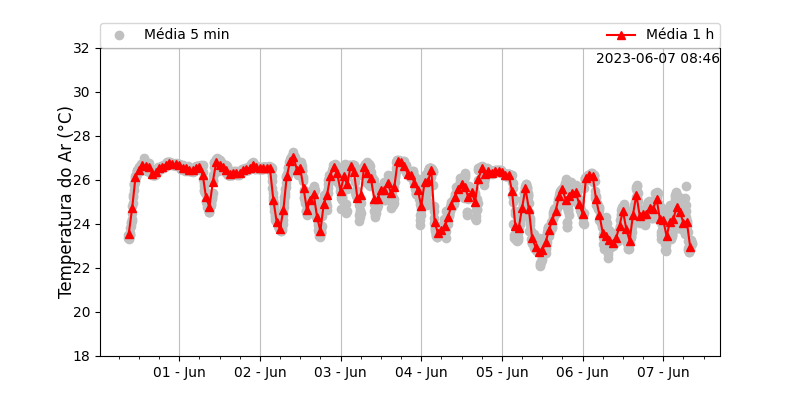 Média 5 min
Média 1 h
2023-06-07 08:46
Temperatura do Ar (°C)
32
30
28
26
24
22
20
18
01 - Jun
02 - Jun
03 - Jun
04 - Jun
05 - Jun
06 - Jun
07 - Jun